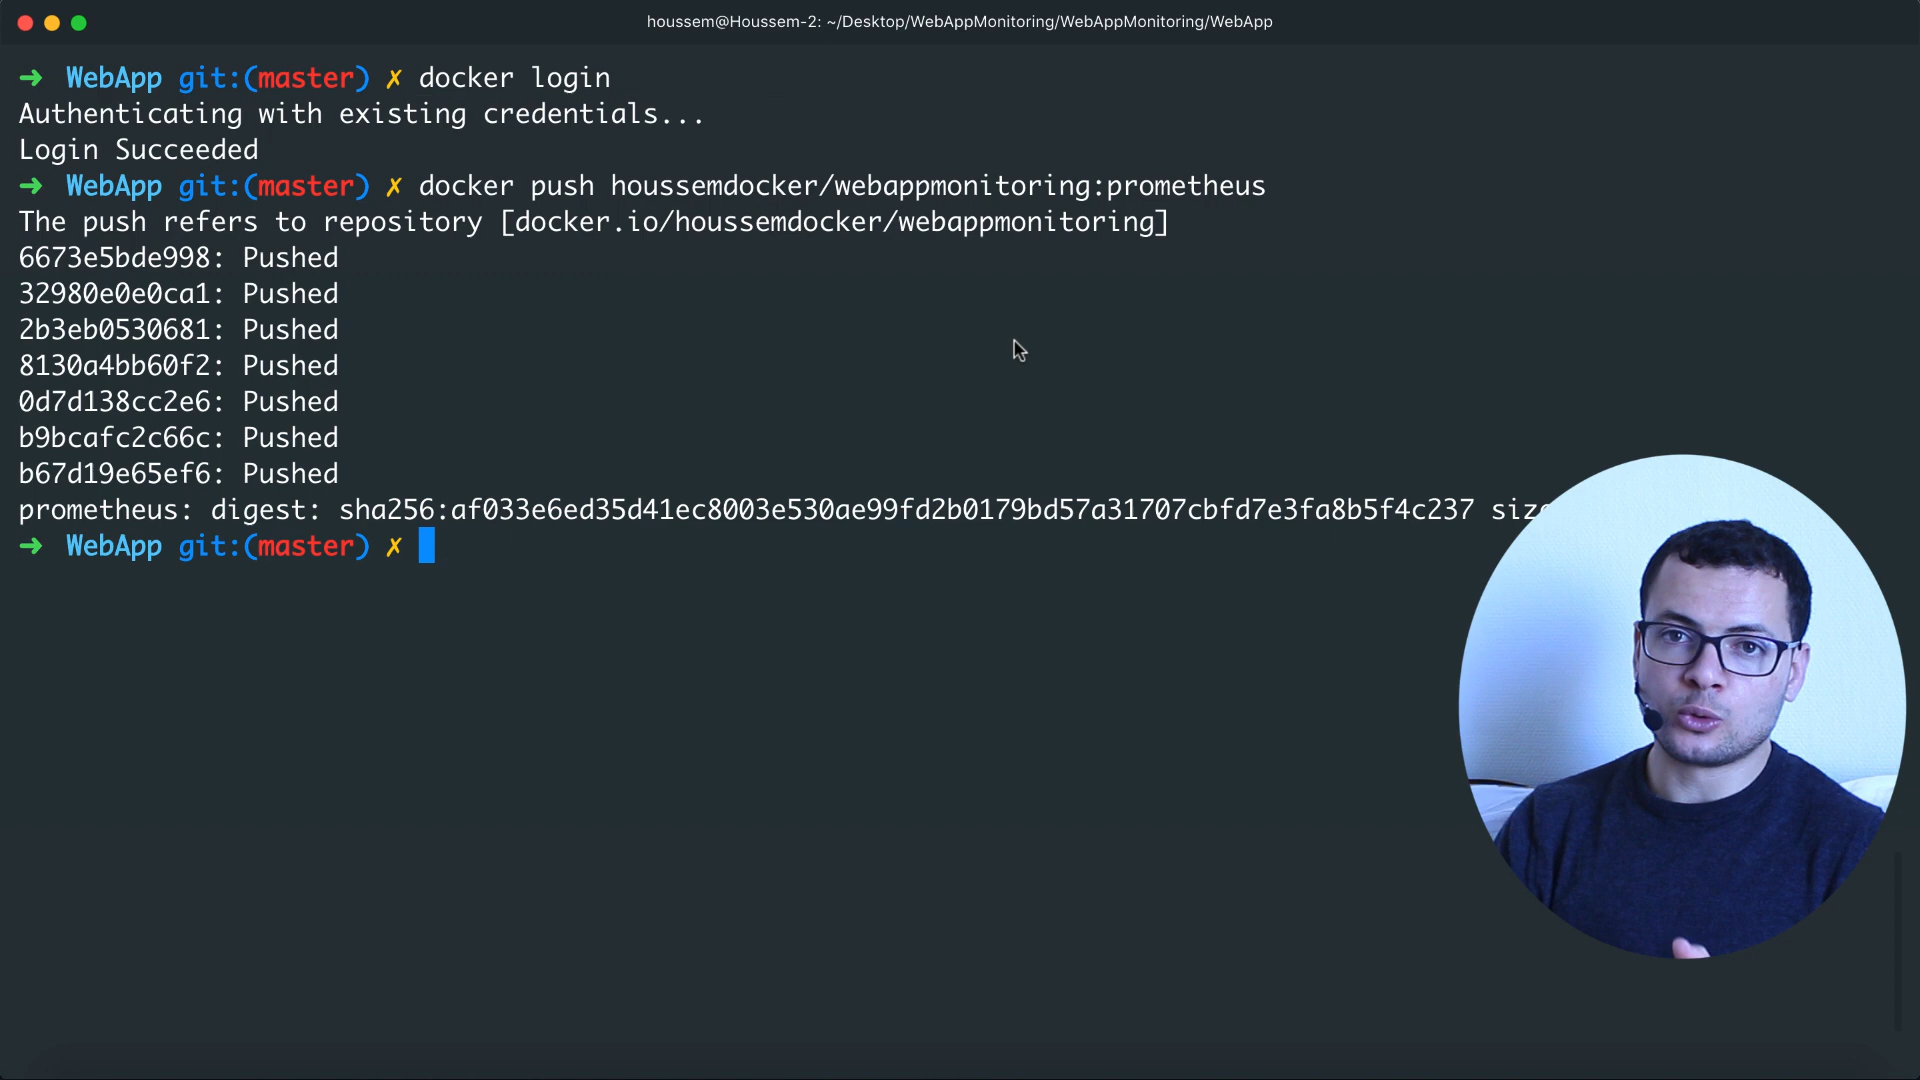 houssem@Houssem-2: ~/Desktop/WebAppMonitoring/WebAppMonitoring/WebApp
➜ WebApp git:(master) ✗ docker login
Authenticating with existing credentials...
Login Succeeded
➜ WebApp git:(master) ✗ docker push houssemdocker/webappmonitoring:prometheus
The push refers to repository [docker.io/houssemdocker/webappmonitoring]
6673e5bde998: Pushed
32980e0e0ca1: Pushed
2b3eb0530681: Pushed
8130a4bb60f2: Pushed
0d7d138cc2e6: Pushed
b9bcafc2c66c: Pushed
b67d19e65ef6: Pushed
prometheus: digest: sha256:af033e6ed35d41ec8003e530ae99fd2b0179bd57a31707cbfd7e3fa8b5f4c237
➜ WebApp git:(master) ✗